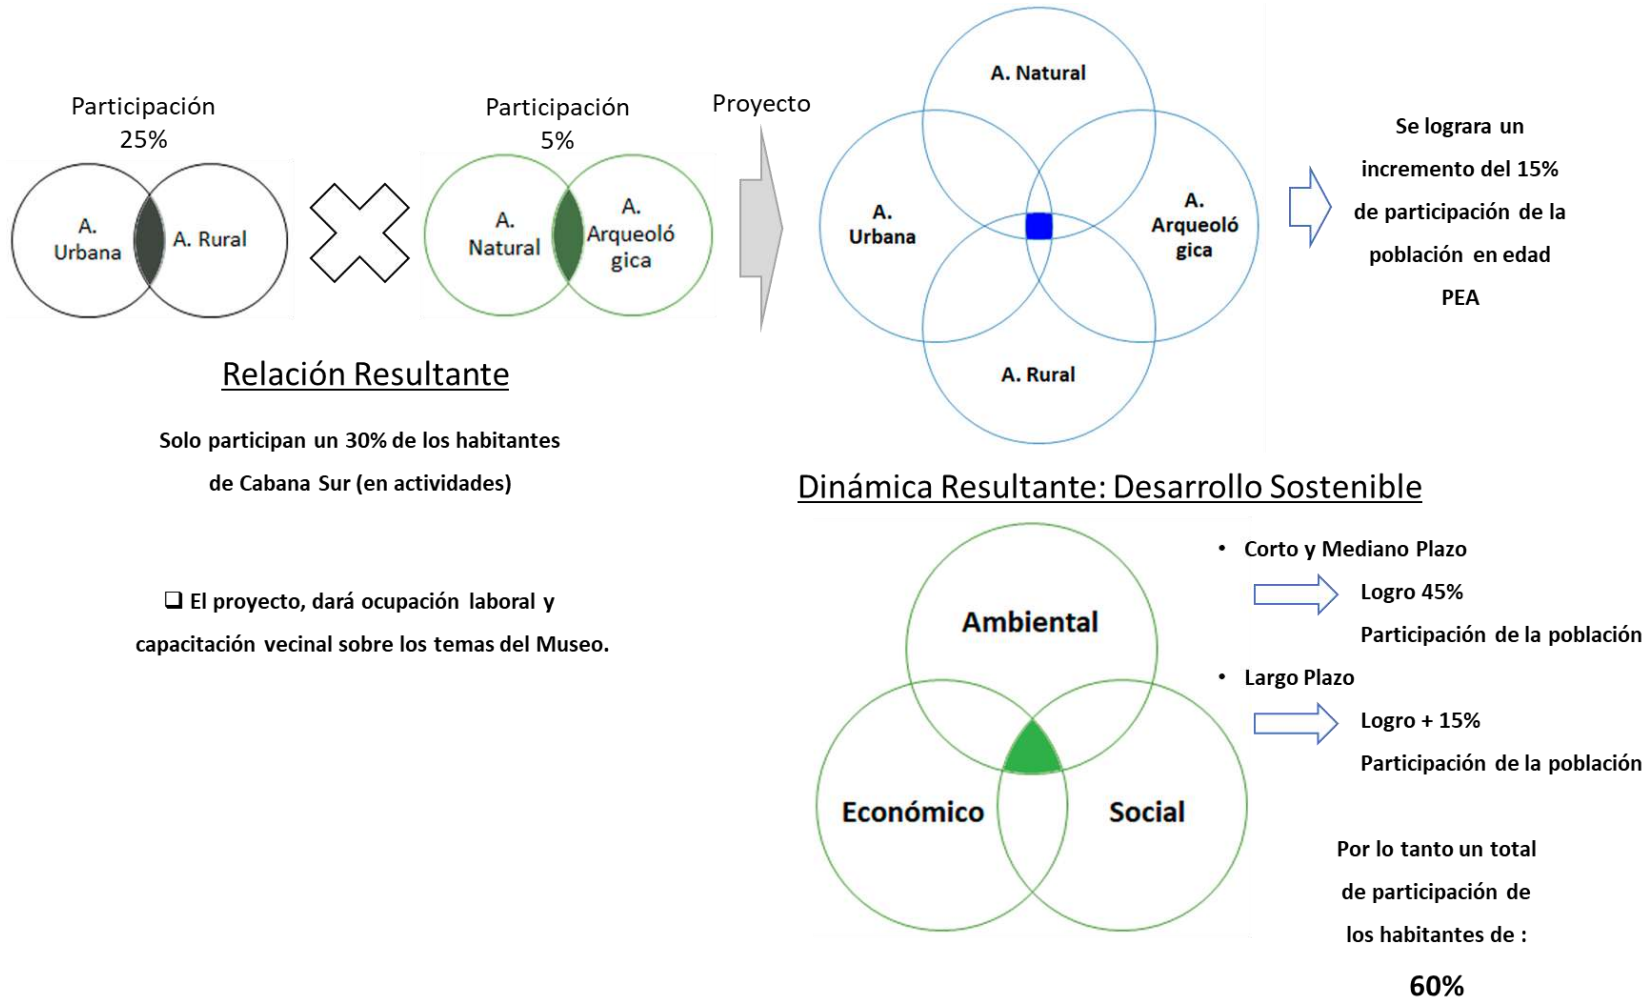 Participación
25%
A.
Urbana
A. Rural
Participación
5%
A.
Natural
A.
Arqueoló
gica
Proyecto
A. Natural
A.
Urbana
A.
Arqueoló
gica
A. Rural
Se lograra un
incremento del 15%
de participación de la
población en edad
PEA
Relación Resultante
Solo participan un 30% de los habitantes
de Cabana Sur (en actividades)
❑ El proyecto, dará ocupación laboral y
capacitación vecinal sobre los temas del Museo.
Dinámica Resultante: Desarrollo Sostenible
Ambiental
Económico
Social
• Corto y Mediano Plazo
Logro 45%
Participación de la población
• Largo Plazo
Logro + 15%
Participación de la población
Por lo tanto un total
de participación de
los habitantes de :
60%